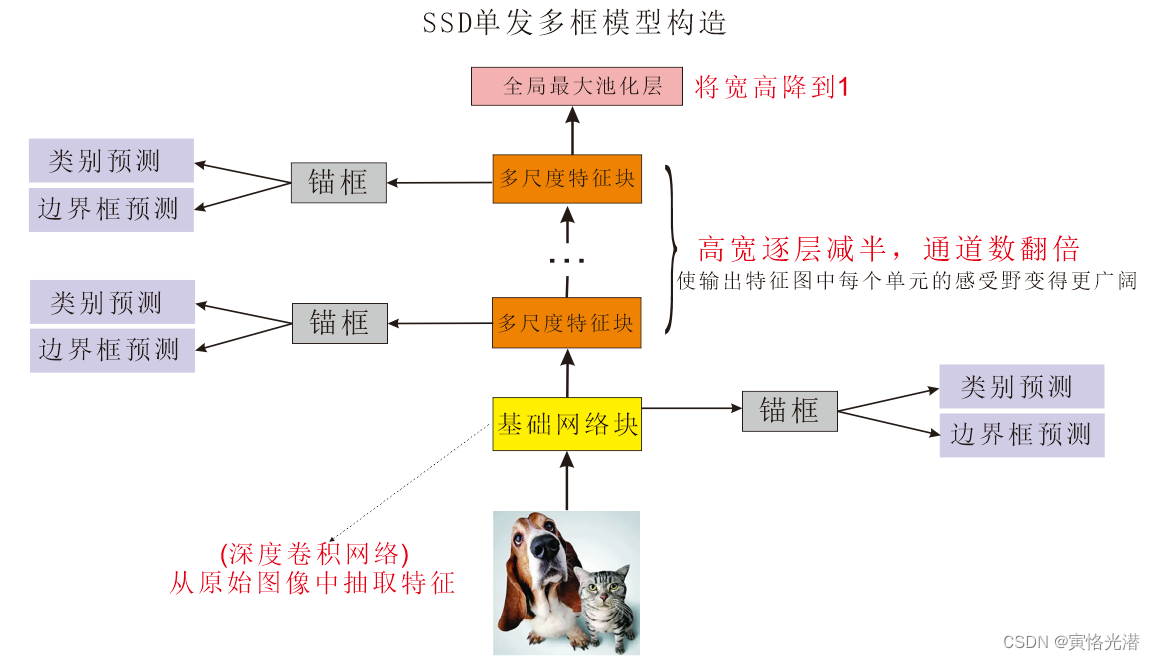 SSD单发多框模型构造
全局最大池化层
将宽高降到1
类别预测
边界框预测
锚框
多尺度特征块
...
高宽逐层减半，通道数翻倍
使输出特征图中每个单元的感受野变得更广阔
类别预测
边界框预测
锚框
多尺度特征块
基础网络块
锚框
类别预测
边界框预测
(深度卷积网络)
从原始图像中抽取特征
CSDN @寅恪光潜